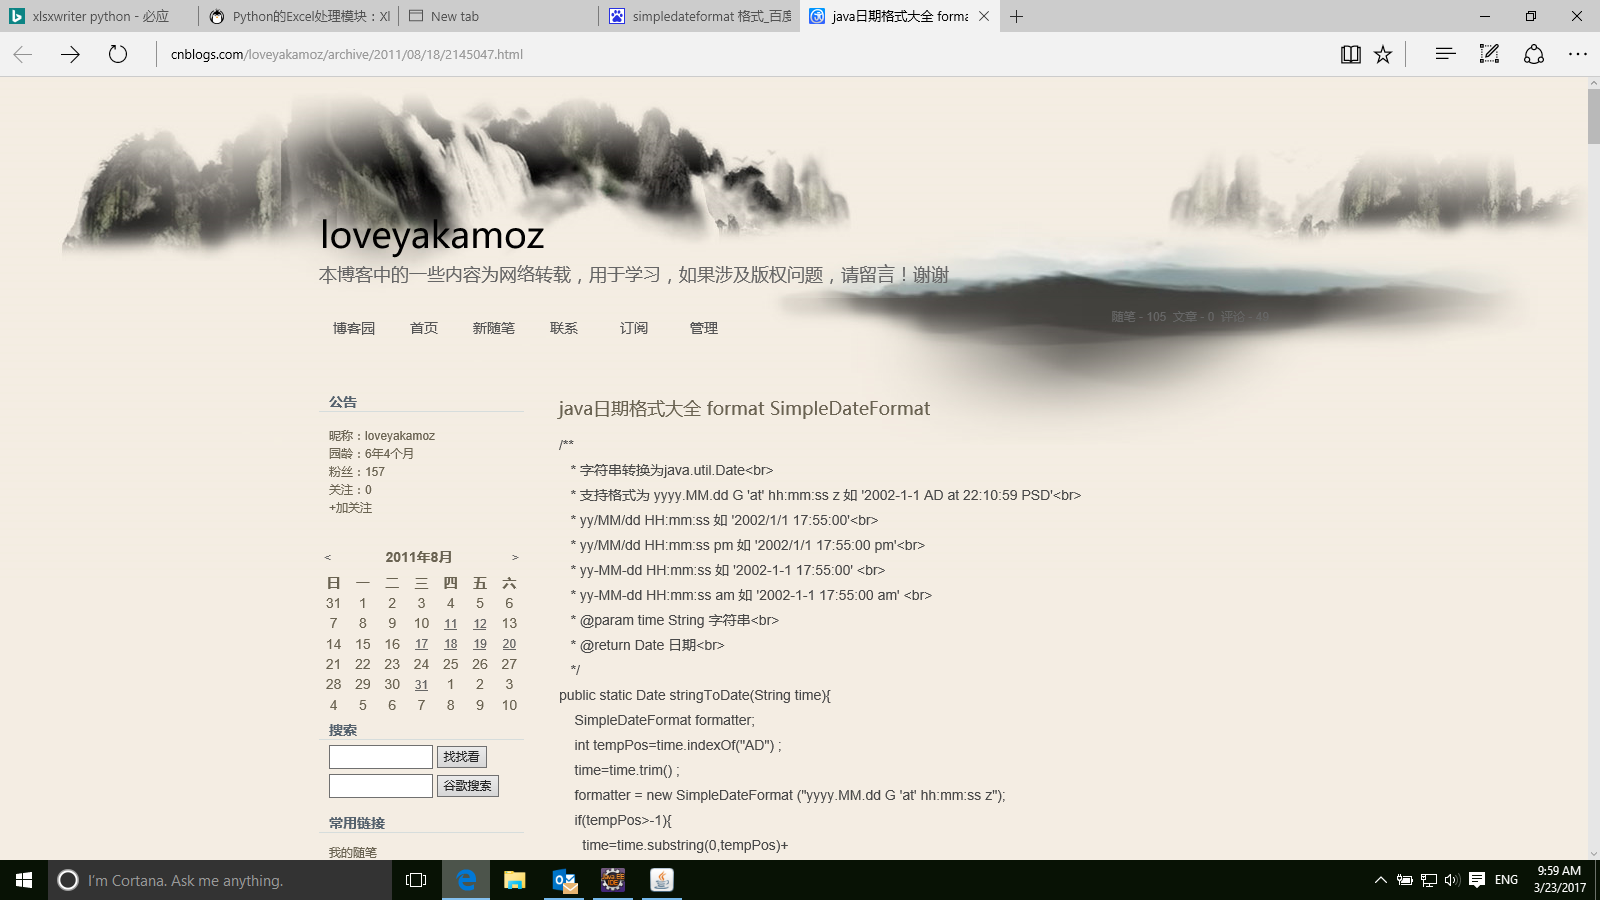 xlsxwriter python - 必应
Python的Excel处理模块：Xl
New tab
simpledateformat 格式_百度
java日期格式大全 forma
cnblogs.com/loveyakamoz/archive/2011/08/18/2145047.html
loveyakamoz
本博客中的一些内容为网络转载，用于学习，如果涉及版权问题，请留言！谢谢
博客园 首页 新随笔 联系 订阅 管理
随笔 - 105 文章 - 0 评论 - 49
公告
昵称：loveyakamoz
园龄：6年4个月
粉丝：157
关注：0
+加关注
< 2011年8月 >
日 一 二 三 四 五 六
31 1 2 3 4 5 6
7 8 9 10 11 12 13
14 15 16 17 18 19 20
21 22 23 24 25 26 27
28 29 30 31 1 2 3
4 5 6 7 8 9 10
搜索
找找看
谷歌搜索
常用链接
我的随笔
java日期格式大全 format SimpleDateFormat
/**
* 字符串转换为java.util.Date<br>
* 支持格式为 yyyy.MM.dd G 'at' hh:mm:ss z 如 '2002-1-1 AD at 22:10:59 PSD'<br>
* yy/MM/dd HH:mm:ss 如 '2002/1/1 17:55:00'<br>
* yy/MM/dd HH:mm:ss pm 如 '2002/1/1 17:55:00 pm'<br>
* yy-MM-dd HH:mm:ss 如 '2002-1-1 17:55:00' <br>
* yy-MM-dd HH:mm:ss am 如 '2002-1-1 17:55:00 am' <br>
* @param time String 字符串<br>
* @return Date 日期<br>
*/
public static Date stringToDate(String time){
SimpleDateFormat formatter;
int tempPos=time.indexOf("AD") ;
time=time.trim() ;
formatter = new SimpleDateFormat ("yyyy.MM.dd G 'at' hh:mm:ss z");
if(tempPos>-1){
time=time.substring(0,tempPos)+
I'm Cortana. Ask me anything.
ENG
9:59 AM
3/23/2017